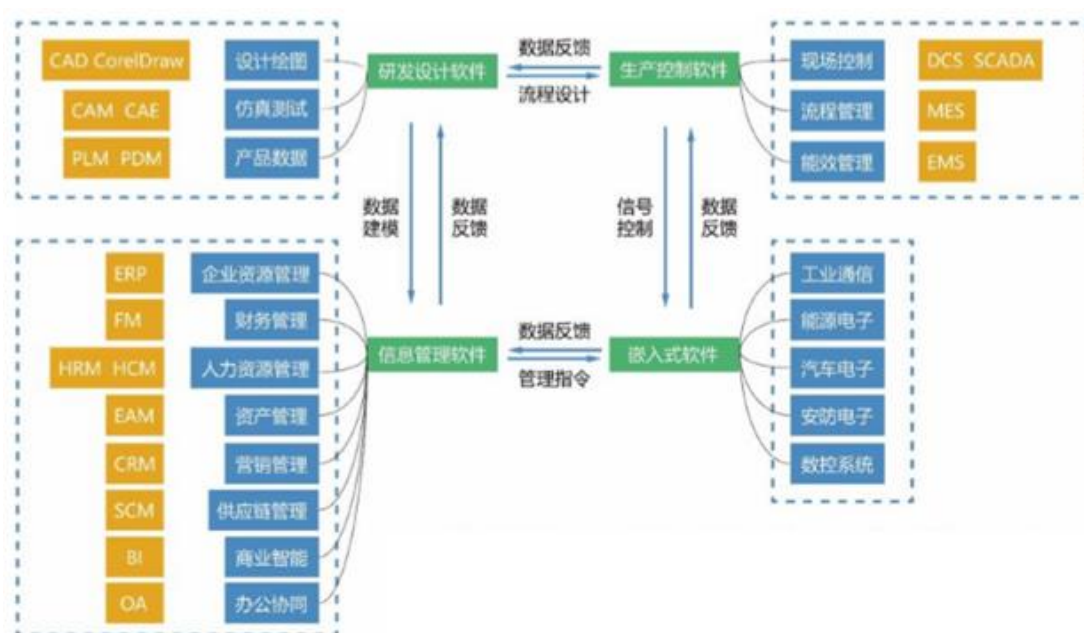 CAD CorelDraw
设计绘图
CAM CAE
仿真测试
PLM PDM
产品数据
研发设计软件
数据反馈
流程设计
生产控制软件
现场控制
DCS SCADA
流程管理
MES
能效管理
EMS
数据
建模
数据
反馈
信号
控制
数据
反馈
ERP
企业资源管理
FM
财务管理
HRM HCM
人力资源管理
EAM
资产管理
CRM
营销管理
SCM
供应链管理
BI
商业智能
OA
办公协同
信息管理软件
数据反馈
管理指令
嵌入式软件
工业通信
能源电子
汽车电子
安防电子
数控系统